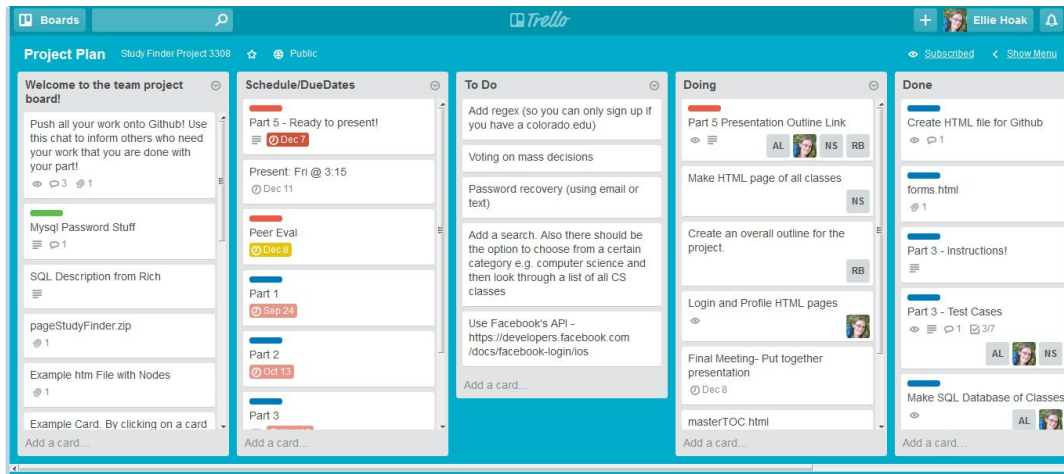 Boards
Trello
Ellie Hoak
Project Plan
Study Finder Project 3308
Public
Subscribed
Show Menu
Welcome to the team project
board!
Push all your work onto Github! Use
this chat to inform others who need
your work that you are done with
your part!
3
1
Mysql Password Stuff
1
SQL Description from Rich
pageStudyFinder.zip
1
Example htm File with Nodes
1
Example Card. By clicking on a card
Add a card...
Schedule/DueDates
Part 5 - Ready to present!
Dec 7
Present: Fri @ 3:15
Dec 11
Peer Eval
Dec 8
Part 1
Sep 24
Part 2
Oct 13
Part 3
Add a card...
To Do
Add regex (so you can only sign up if
you have a colorado.edu)
Voting on mass decisions
Password recovery (using email or
text)
Add a search. Also there should be
the option to choose from a certain
category e.g. computer science and
then look through a list of all CS
classes
Use Facebook's API -
https://developers.facebook.com
/docs/facebook-login/ios
Add a card...
Doing
Part 5 Presentation Outline Link
AL NS RB
Make HTML page of all classes
NS
Create an overall outline for the
project.
RB
Login and Profile HTML pages
Final Meeting- Put together
presentation
Dec 8
masterTOC.html
Add a card...
Done
Create HTML file for Github
1
forms.html
1
Part 3 - Instructions!
Part 3 - Test Cases
1 3/7
AL NS
Make SQL Database of Classes
AL
Add a card...